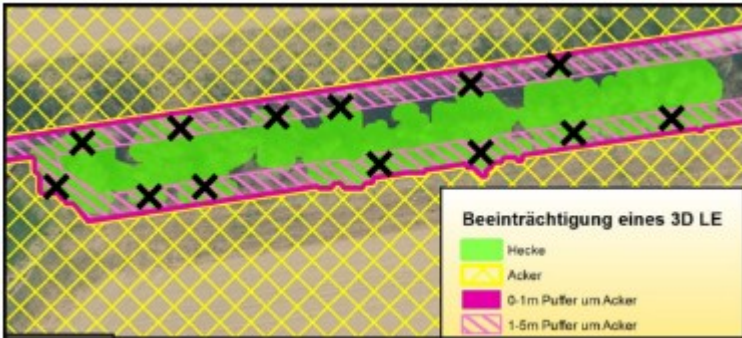 Beeinträchtigung eines 3D LE
Hecke
Acker
0-1m Puffer um Acker
1-5m Puffer um Acker